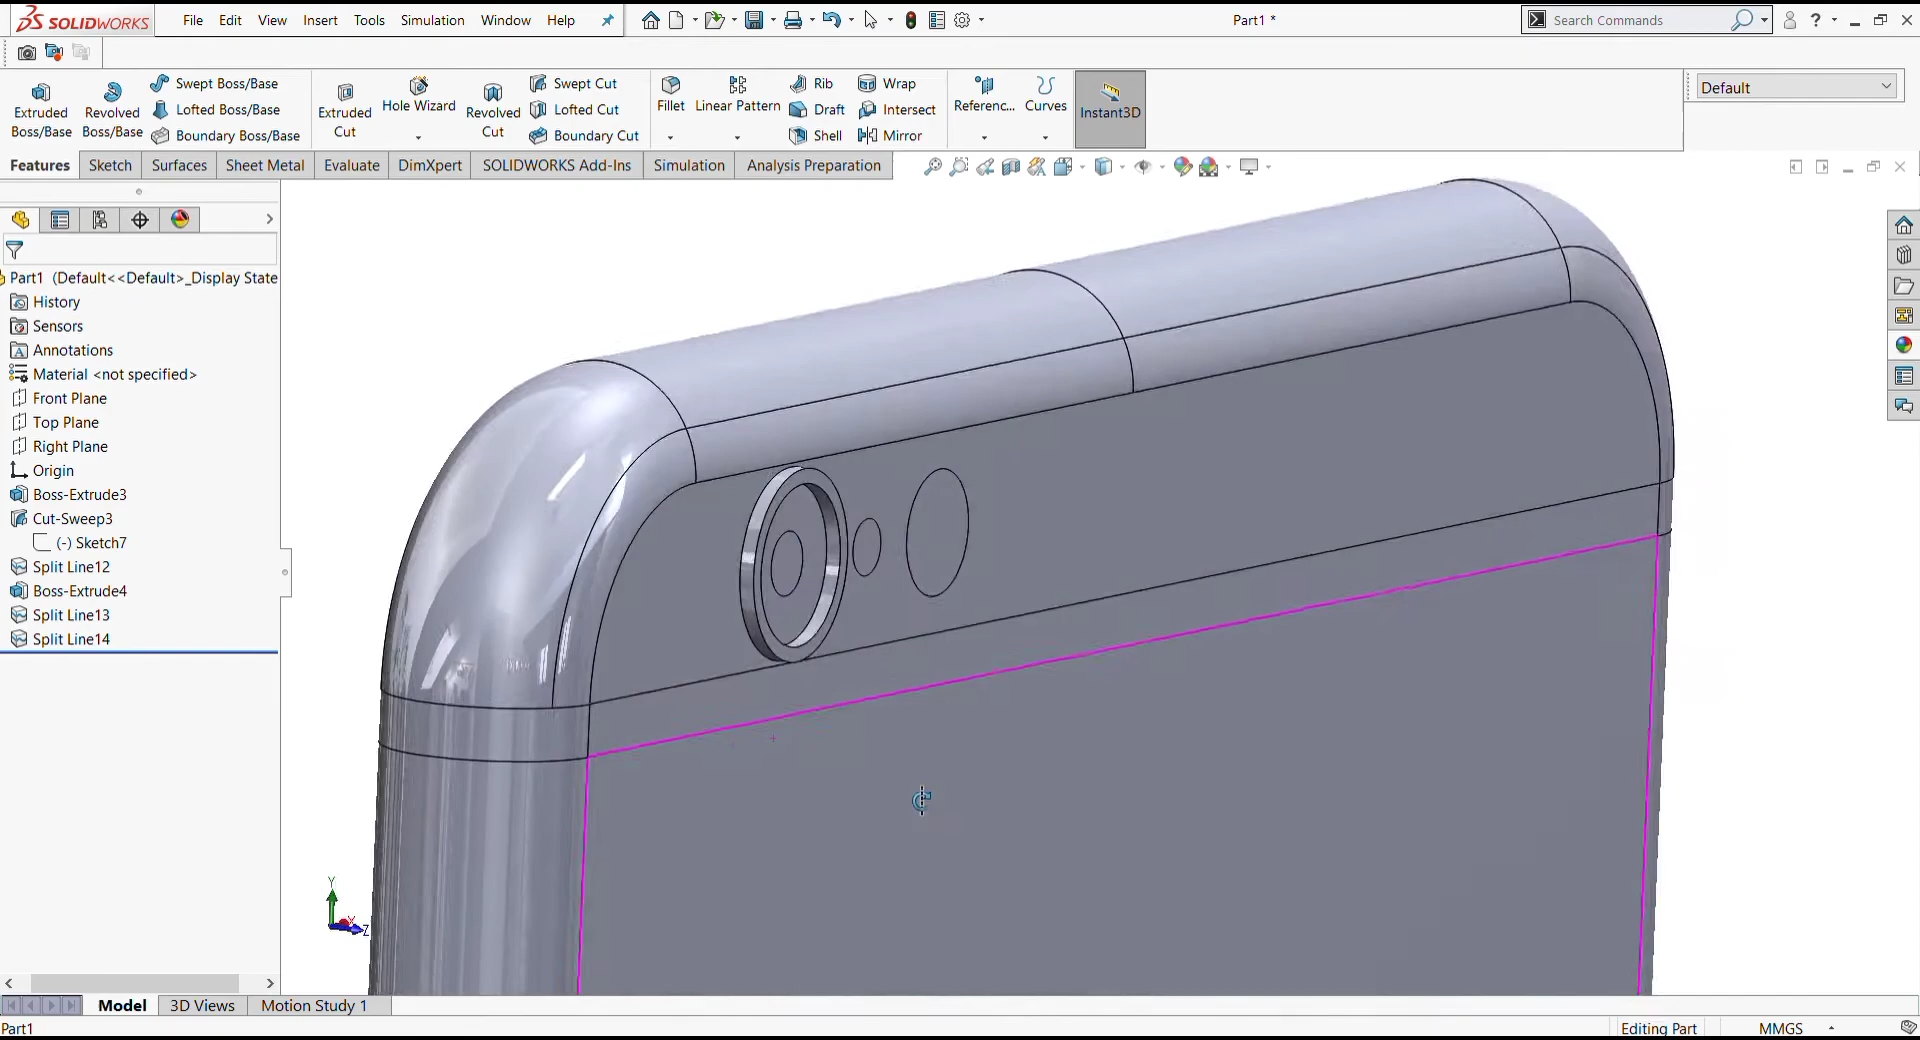 SOLIDWORKS File Edit View Insert Tools Simulation Window Help Part1 * Search Commands ?
Extruded Boss/Base
Revolved Boss/Base
Swept Boss/Base
Lofted Boss/Base
Boundary Boss/Base
Extruded Cut
Hole Wizard
Revolved Cut
Swept Cut
Lofted Cut
Boundary Cut
Fillet
Linear Pattern
Rib
Draft
Shell
Wrap
Intersect
Mirror
Referenc...
Curves
Instant3D
Default
Features Sketch Surfaces Sheet Metal Evaluate DimXpert SOLIDWORKS Add-Ins Simulation Analysis Preparation
Part1 (Default<<Default>_Display State
History
Sensors
Annotations
Material <not specified>
Front Plane
Top Plane
Right Plane
Origin
Boss-Extrude3
Cut-Sweep3
(-) Sketch7
Split Line12
Boss-Extrude4
Split Line13
Split Line14
Y
X
Z
Model 3D Views Motion Study 1
Part1 Editing Part MMGS